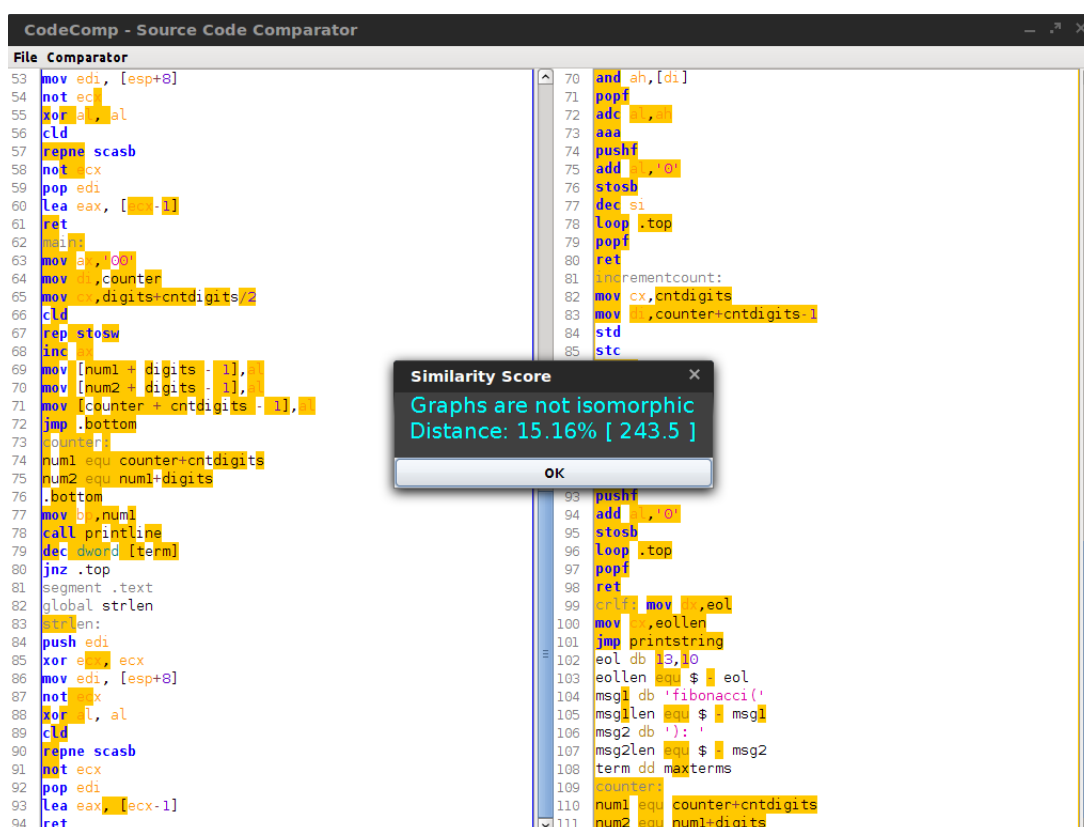 CodeComp - Source Code Comparator
File Comparator
53 mov edi, [esp+8]
54 not ecx
55 xor al, al
56 cld
57 repne scasb
58 not ecx
59 pop edi
60 lea eax, [ecx-1]
61 ret
62 main:
63 mov ax,'00'
64 mov di,counter
65 mov cx,digits+cntdigits/2
66 cld
67 rep stosw
68 inc ax
69 mov [num1 + digits - 1],al
70 mov [num2 + digits - 1],al
71 mov [counter + cntdigits - 1],al
72 jmp .bottom
73 counter:
74 num1 equ counter+cntdigits
75 num2 equ num1+digits
76 .bottom
77 mov bp,num1
78 call printline
79 dec dword [term]
80 jnz .top
81 segment .text
82 global strlen
83 strlen:
84 push edi
85 xor ecx, ecx
86 mov edi, [esp+8]
87 not ecx
88 xor al, al
89 cld
90 repne scasb
91 not ecx
92 pop edi
93 lea eax, [ecx-1]
94 ret
70 and ah,[di]
71 popf
72 adc al,ah
73 aaa
74 pushf
75 add al,'0'
76 stosb
77 dec si
78 loop .top
79 popf
80 ret
81 incrementcount:
82 mov cx,cntdigits
83 mov di,counter+cntdigits-1
84 std
85 stc
Similarity Score
Graphs are not isomorphic
Distance: 15.16% [ 243.5 ]
OK
93 pushf
94 add al,'0'
95 stosb
96 loop .top
97 popf
98 ret
99 crlf: mov dx,eol
100 mov cx,eollen
101 jmp printstring
102 eol db 13,10
103 eollen equ $ - eol
104 msg1 db 'fibonacci('
105 msg1len equ $ - msg1
106 msg2 db '): '
107 msg2len equ $ - msg2
108 term dd maxterms
109 counter:
110 num1 equ counter+cntdigits
111 num2 equ num1+digits